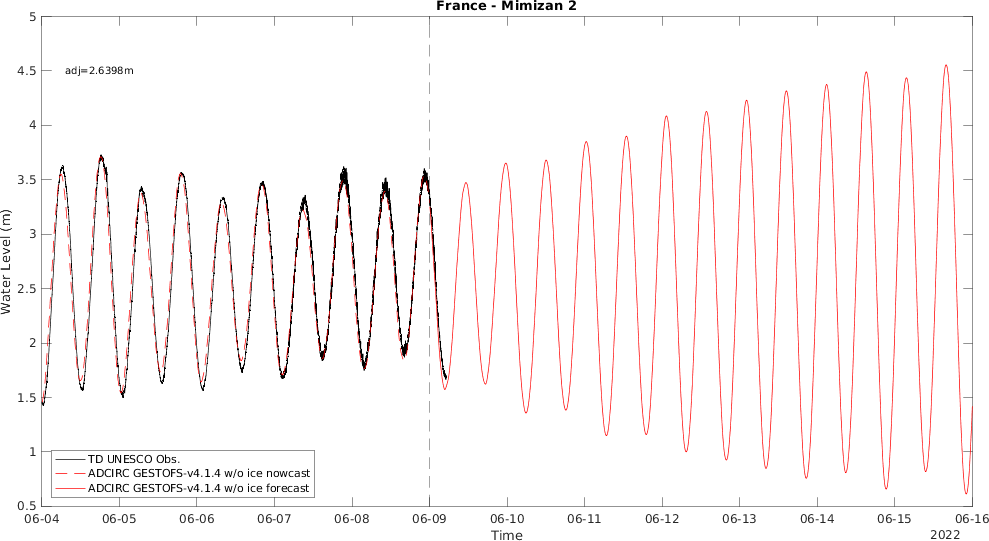 France - Mimizan 2
adj=2.6398m
5
4.5
4
3.5
3
2.5
2
1.5
1
0.5
Water Level (m)
TD UNESCO Obs.
ADCIRC GESTOFS-v4.1.4 w/o ice nowcast
ADCIRC GESTOFS-v4.1.4 w/o ice forecast
06-04 06-05 06-06 06-07 06-08 06-09 06-10 06-11 06-12 06-13 06-14 06-15 06-16
Time
2022